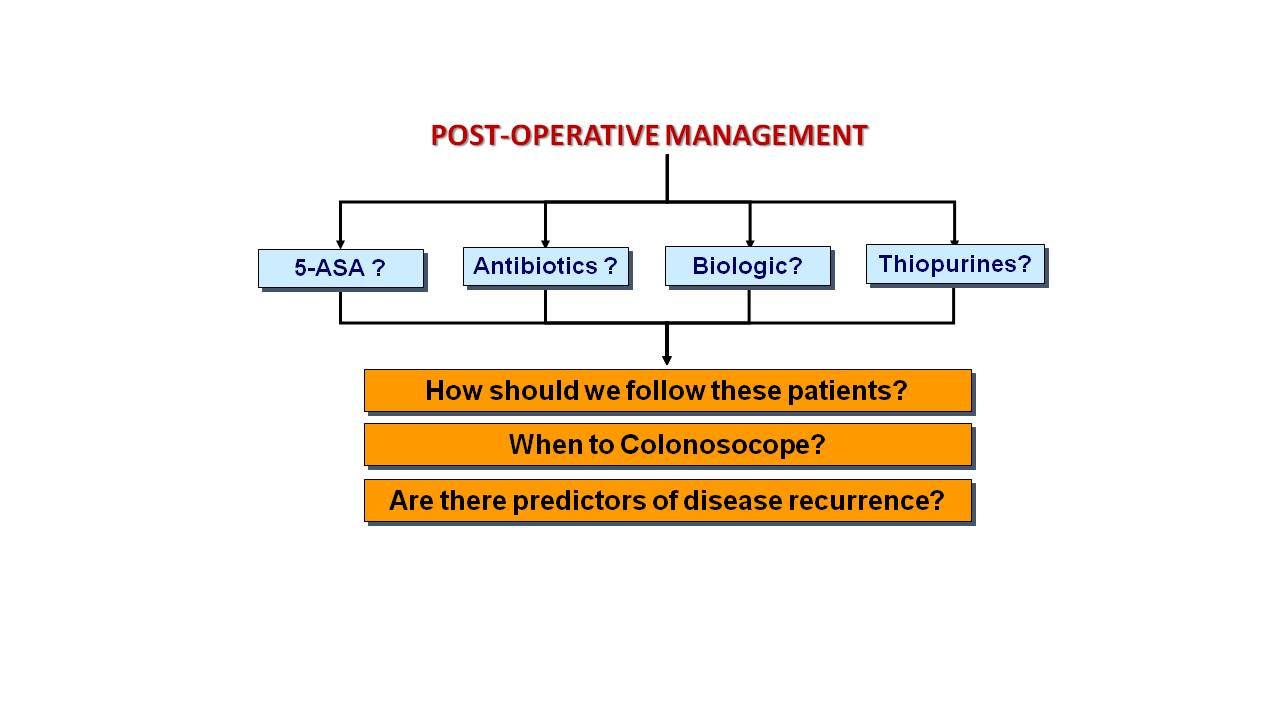 POST-OPERATIVE MANAGEMENT
5-ASA ?
Antibiotics ?
Biologic?
Thiopurines?
How should we follow these patients?
When to Colonosocope?
Are there predictors of disease recurrence?